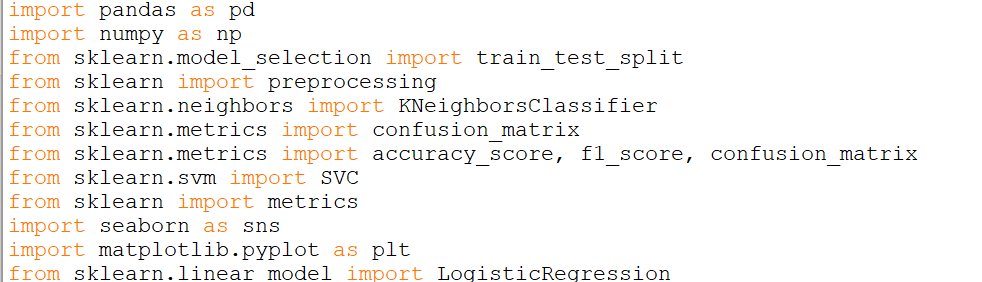 import pandas as pd
import numpy as np
from sklearn.model_selection import train_test_split
from sklearn import preprocessing
from sklearn.neighbors import KNeighborsClassifier
from sklearn.metrics import confusion_matrix
from sklearn.metrics import accuracy_score, f1_score, confusion_matrix
from sklearn.svm import SVC
from sklearn import metrics
import seaborn as sns
import matplotlib.pyplot as plt
from sklearn.linear model import LogisticRegression